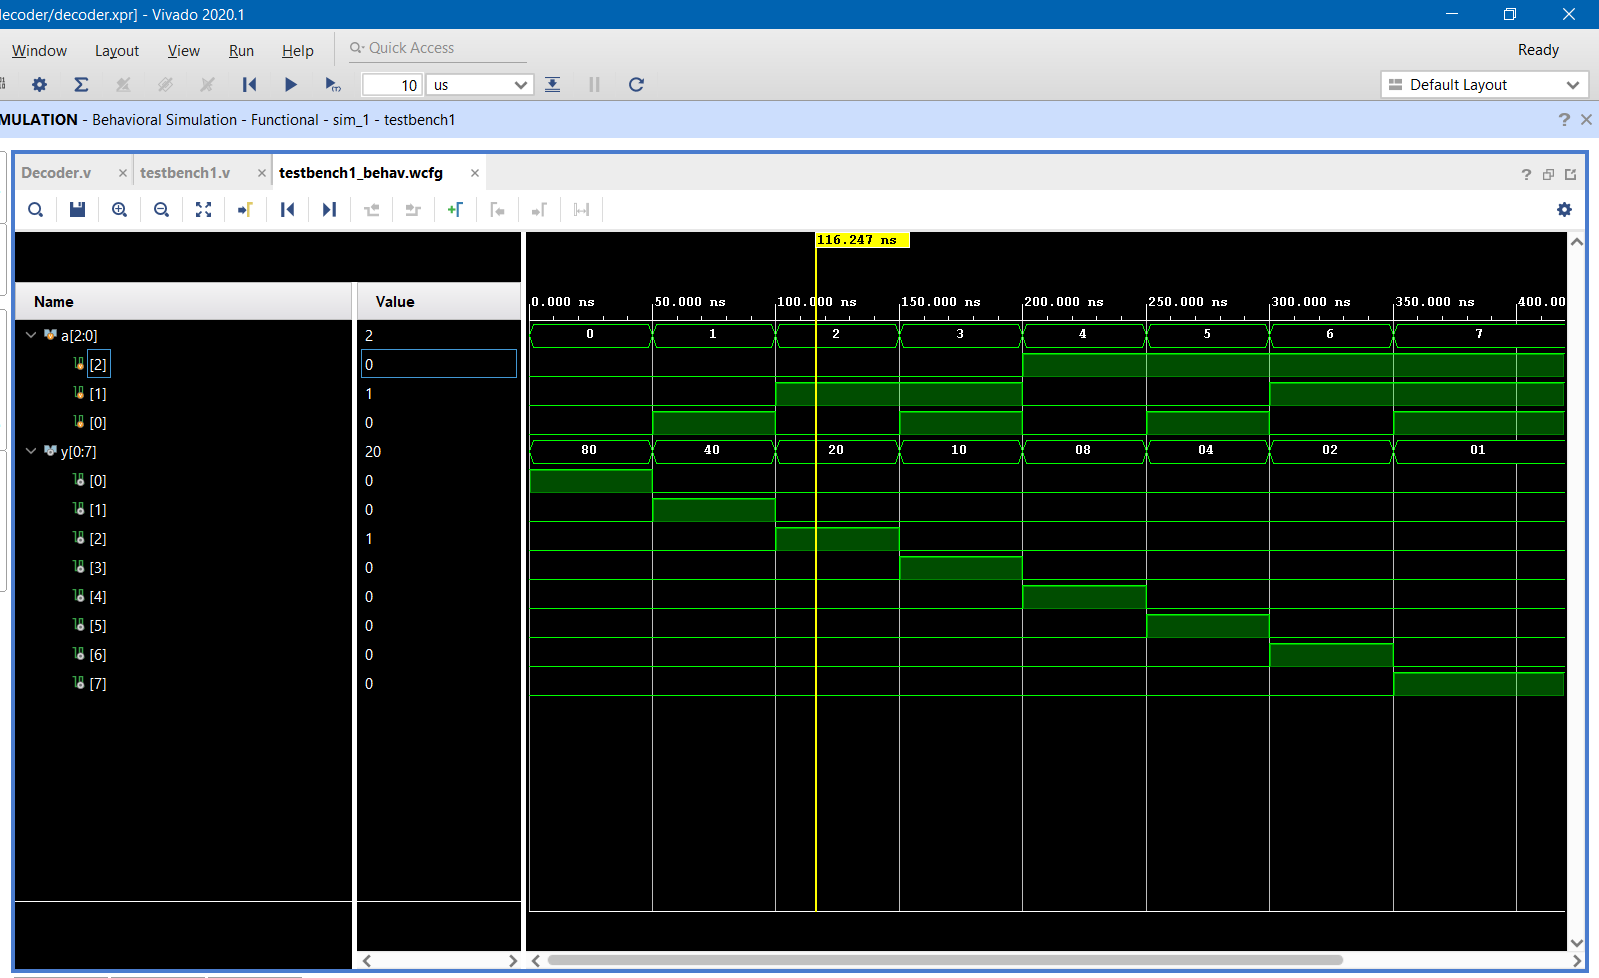 decoder/decoder.xpr] - Vivado 2020.1
Window Layout View Run Help Quick Access Ready
10 us Default Layout
MULATION - Behavioral Simulation - Functional - sim_1 - testbench1
Decoder.v testbench1.v testbench1_behav.wcfg
116.247 ns
Name Value 0.000 ns 50.000 ns 100.000 ns 150.000 ns 200.000 ns 250.000 ns 300.000 ns 350.000 ns 400.00
a[2:0] 2 0 1 2 3 4 5 6 7
[2] 0
[1] 1
[0] 0
y[0:7] 20 80 40 20 10 08 04 02 01
[0] 0
[1] 0
[2] 1
[3] 0
[4] 0
[5] 0
[6] 0
[7] 0